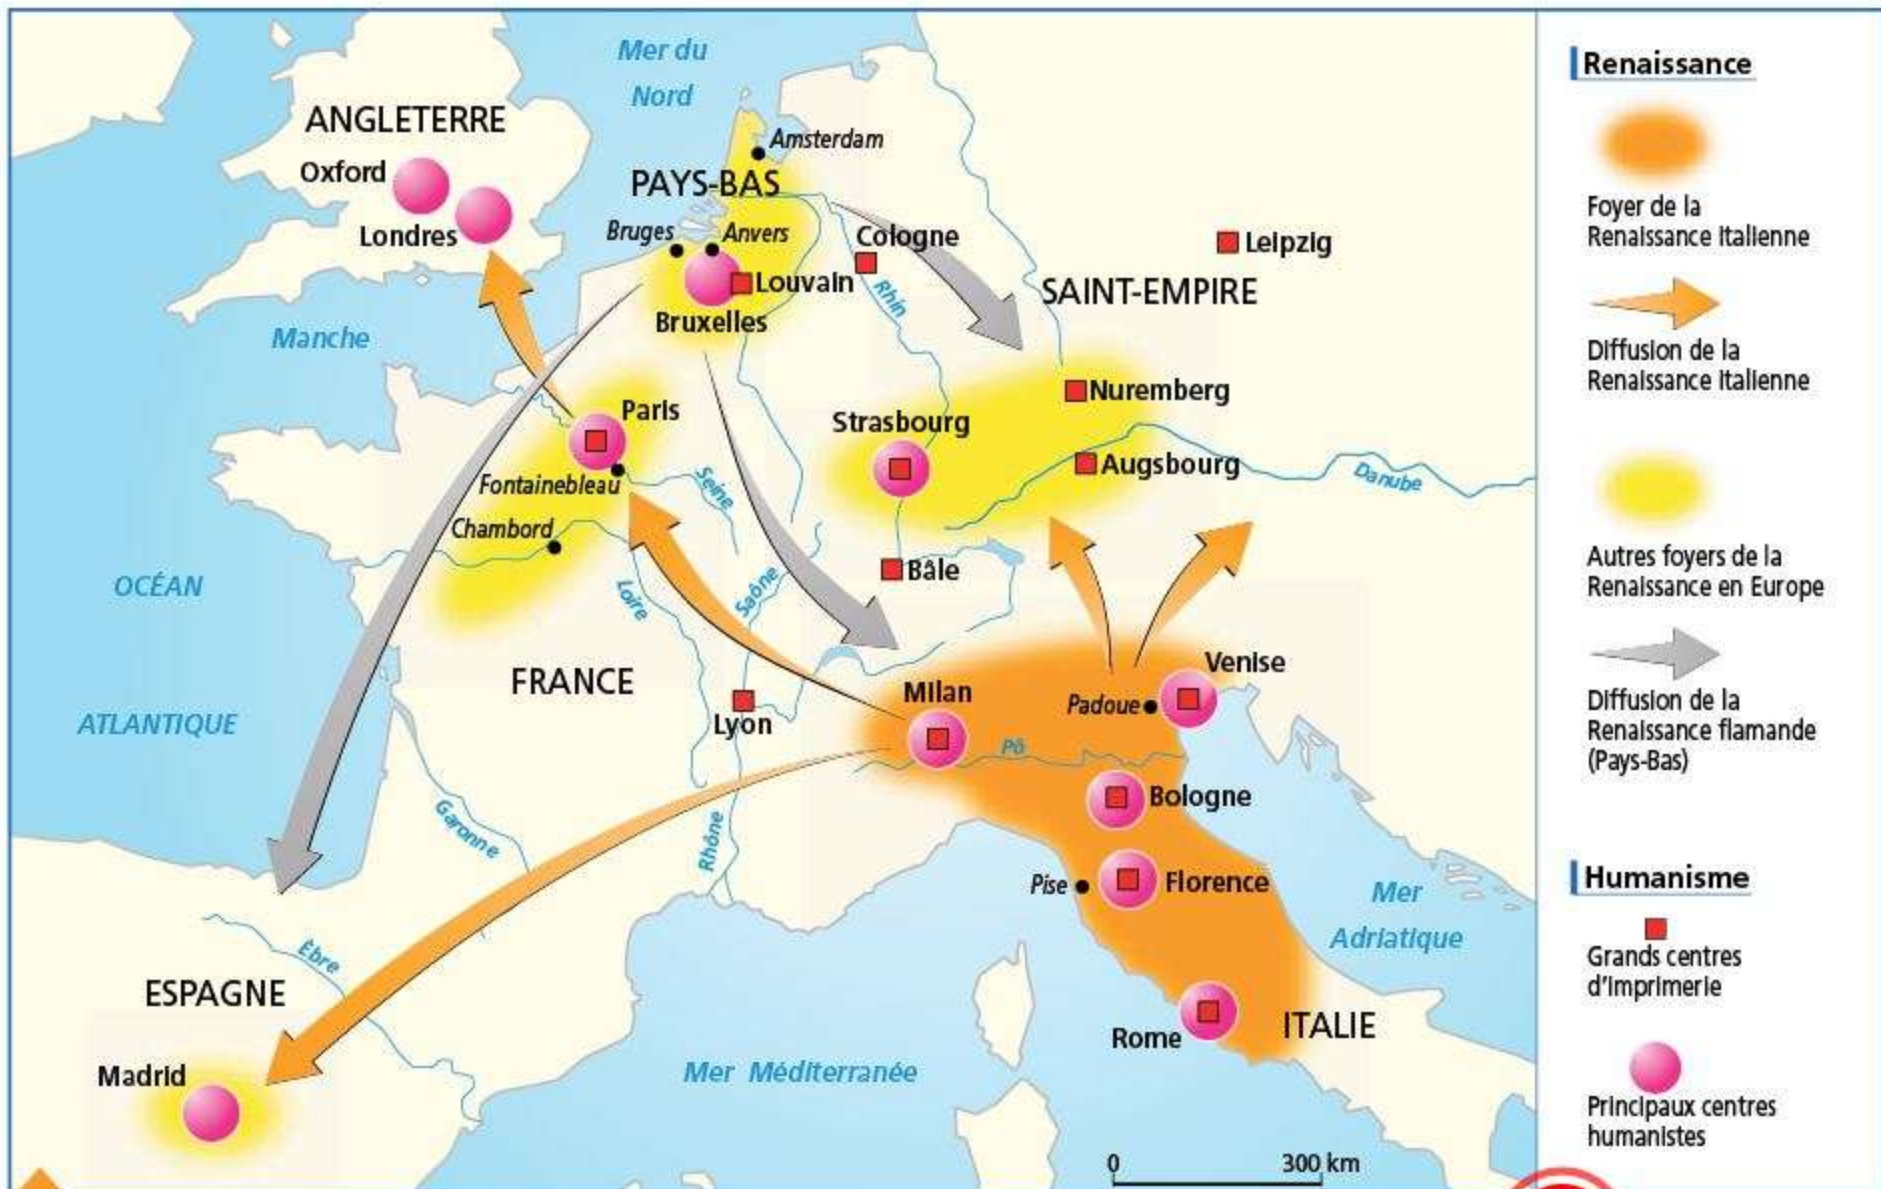 Mer du
Nord
ANGLETERRE
Oxford
Londres
Amsterdam
PAYS-BAS
Bruges
Anvers
Cologne
Louvain
Bruxelles
Rhin
Leipzig
SAINT-EMPIRE
Manche
Nuremberg
Paris
Strasbourg
Augsbourg
Danube
Fontainebleau
Seine
Chambord
Bâle
OCÉAN
ATLANTIQUE
Loire
Saône
FRANCE
Lyon
Milan
Venise
Padoue
Pô
Bologne
Garonne
Rhône
Pise
Florence
Mer
Adriatique
Èbre
ESPAGNE
Rome
ITALIE
Madrid
Mer Méditerranée
0
300 km
Renaissance
Foyer de la
Renaissance italienne
Diffusion de la
Renaissance italienne
Autres foyers de la
Renaissance en Europe
Diffusion de la
Renaissance flamande
(Pays-Bas)
Humanisme
Grands centres
d'imprimerie
Principaux centres
humanistes